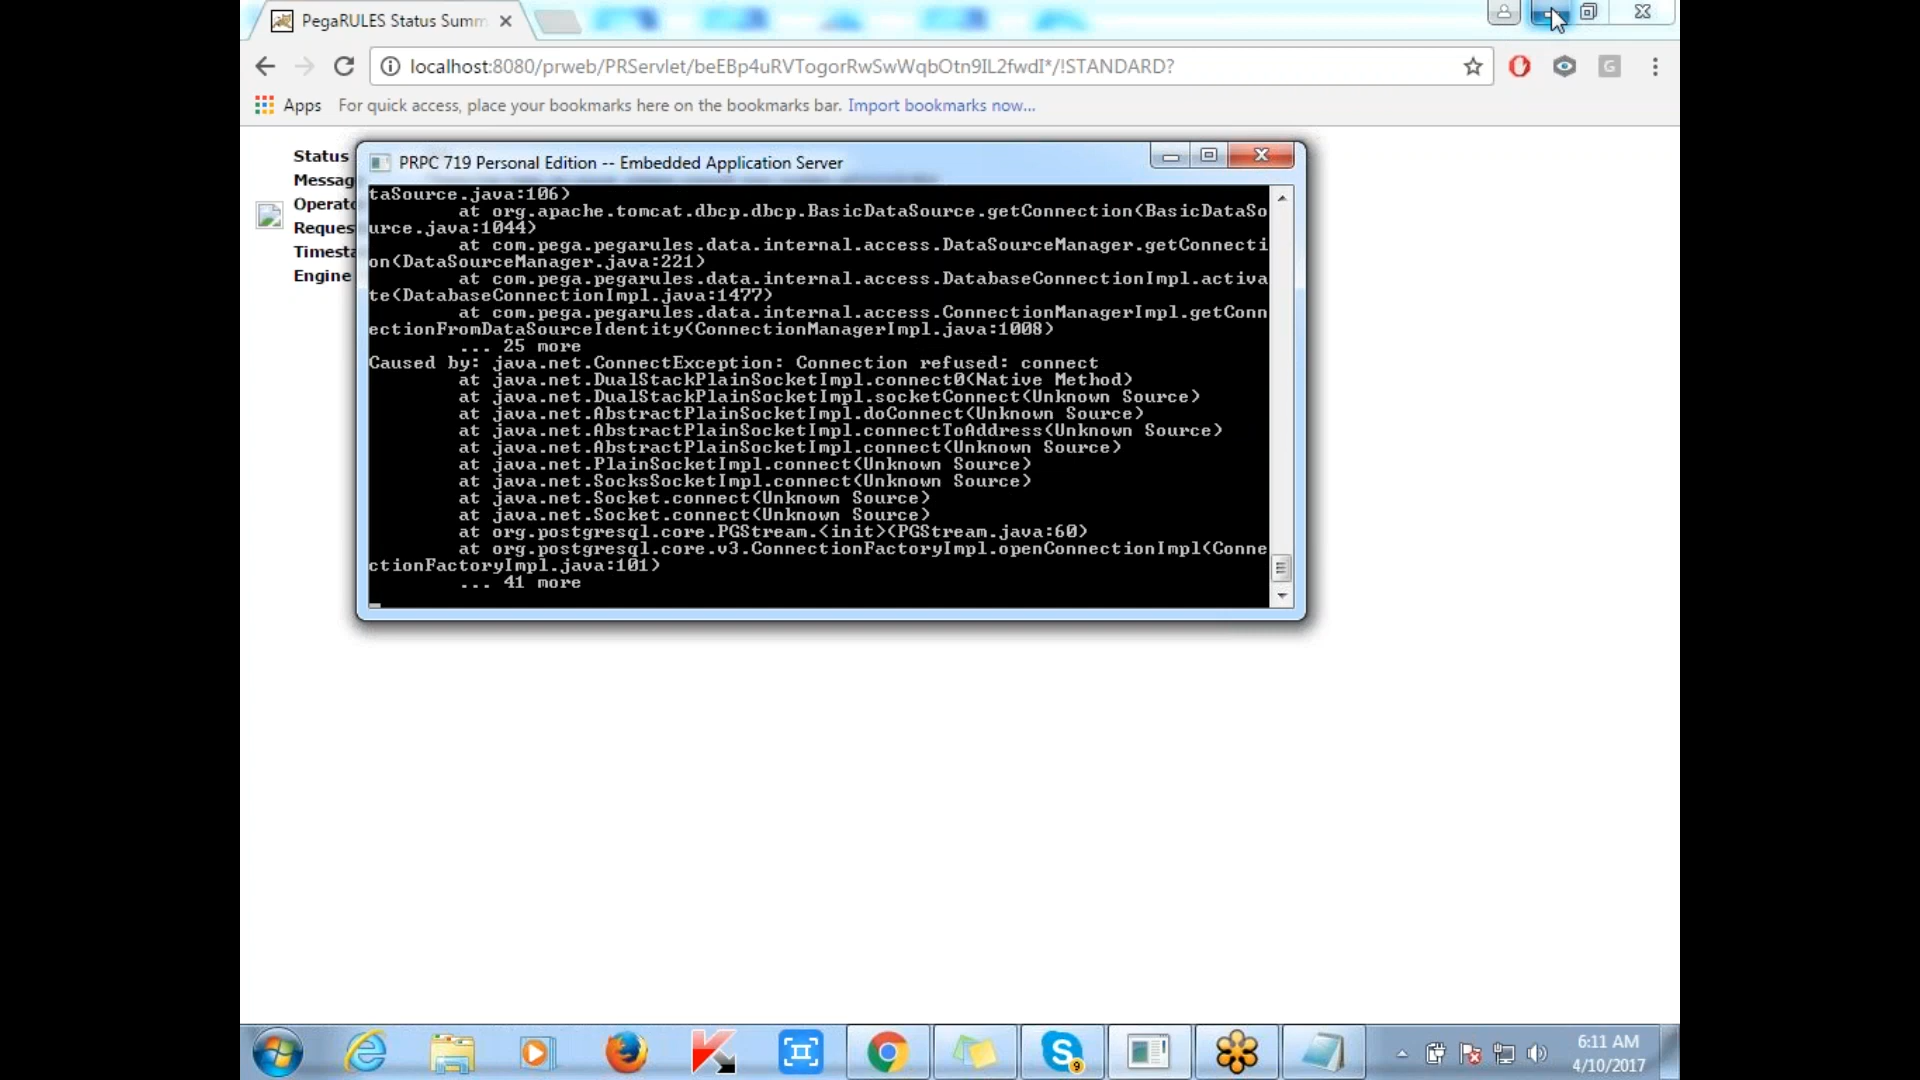 PegaRULES Status Summ
localhost:8080/prweb/PRServlet/beEBp4uRVTogorRwSwWqbOtn9IL2fwdI*/!STANDARD?
Apps For quick access, place your bookmarks here on the bookmarks bar. Import bookmarks now...
Status
Messag
Operato
Reques
Timesta
Engine
PRPC 719 Personal Edition -- Embedded Application Server
taSource.java:106)
at org.apache.tomcat.dbcp.dbcp.BasicDataSource.getConnection(BasicDataSo
urce.java:1044)
at com.pega.pegarules.data.internal.access.DataSourceManager.getConnecti
on(DataSourceManager.java:221)
at com.pega.pegarules.data.internal.access.DatabaseConnectionImpl.activa
te(DatabaseConnectionImpl.java:1477)
at com.pega.pegarules.data.internal.access.ConnectionManagerImpl.getConn
ectionFromDataSourceIdentity(ConnectionManagerImpl.java:1008)
... 25 more
Caused by: java.net.ConnectException: Connection refused: connect
at java.net.DualStackPlainSocketImpl.connect0(Native Method)
at java.net.DualStackPlainSocketImpl.socketConnect(Unknown Source)
at java.net.AbstractPlainSocketImpl.doConnect(Unknown Source)
at java.net.AbstractPlainSocketImpl.connectToAddress(Unknown Source)
at java.net.AbstractPlainSocketImpl.connect(Unknown Source)
at java.net.PlainSocketImpl.connect(Unknown Source)
at java.net.SocksSocketImpl.connect(Unknown Source)
at java.net.Socket.connect(Unknown Source)
at java.net.Socket.connect(Unknown Source)
at org.postgresql.core.PGStream.<init>(PGStream.java:60)
at org.postgresql.core.v3.ConnectionFactoryImpl.openConnectionImpl(Conne
ctionFactoryImpl.java:101)
... 41 more
6:11 AM
4/10/2017